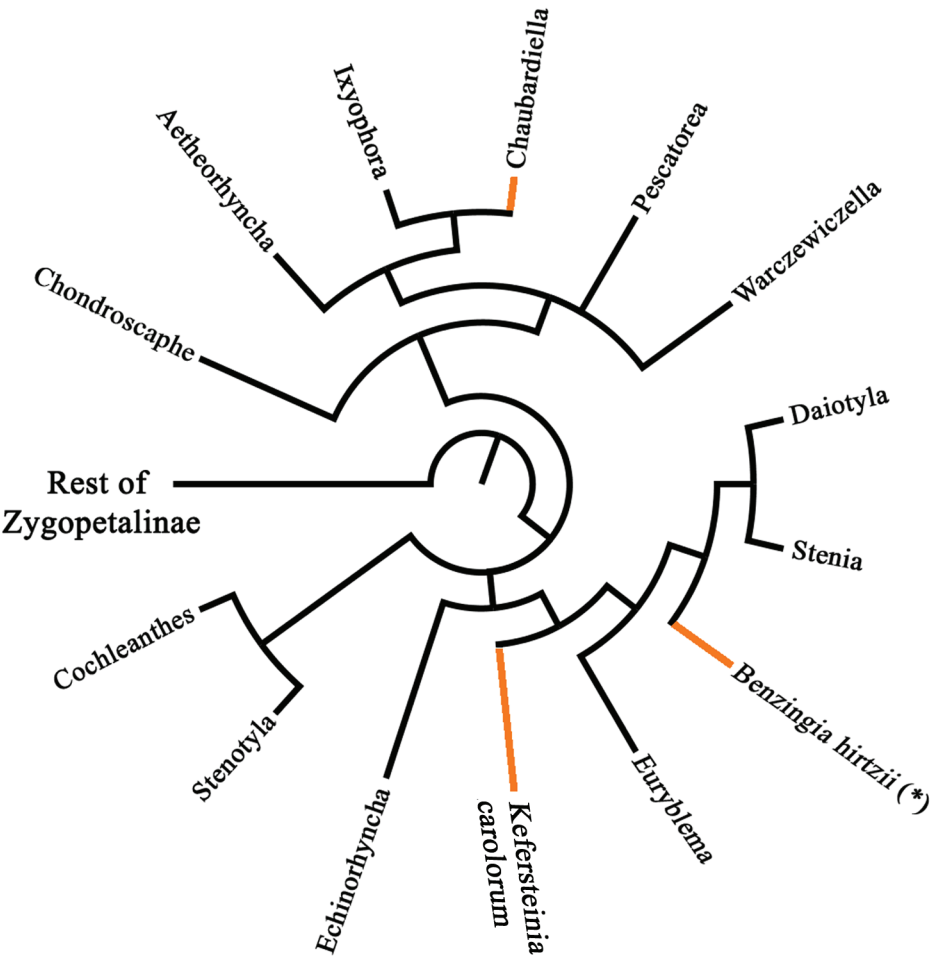 Chaubardiella
Ixyophora
Pescatorea
Aetheorhyncha
Warczewiczella
Chondroscaphe
Daiotyla
Rest of
Zygopetalinae
Stenia
Cochleanthes
Benzingia hirtzii (*)
Stenotyla
Euryblema
Echinorhyncha
Kefersteinia
carolorum